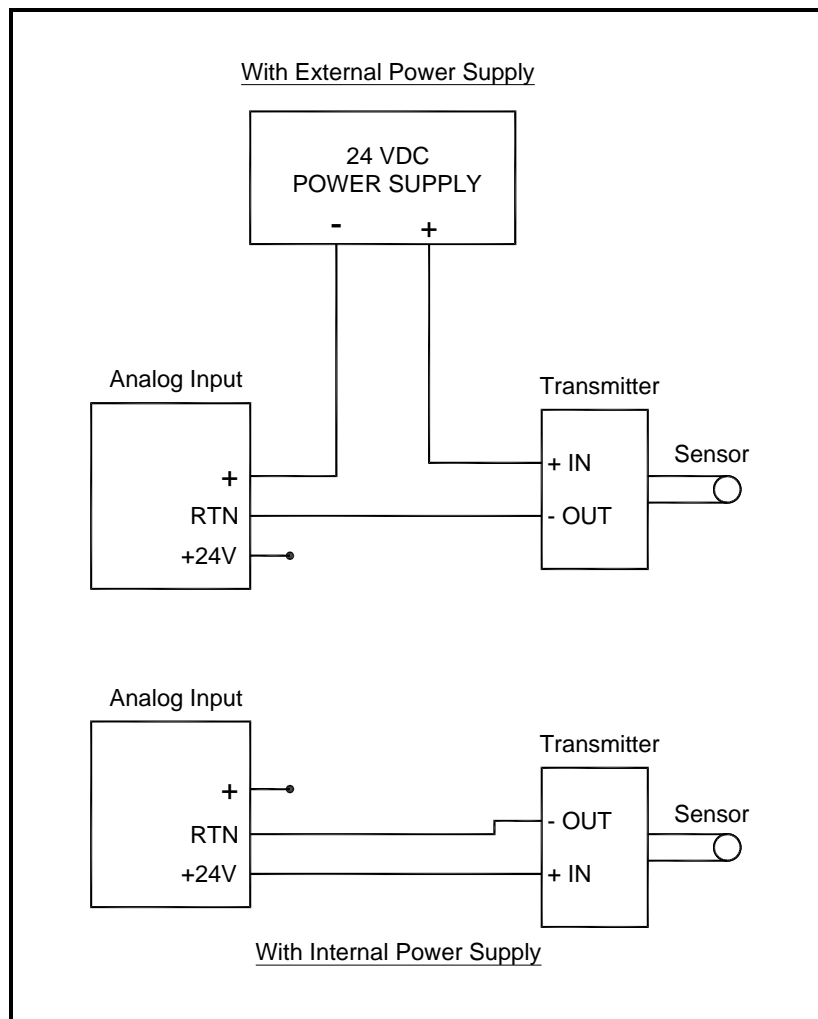 With External Power Supply
24 VDC
POWER SUPPLY
- +
Analog Input
+
RTN
+24V
Transmitter
+ IN
- OUT
Sensor
Analog Input
+
RTN
+24V
Transmitter
- OUT
+ IN
Sensor
With Internal Power Supply